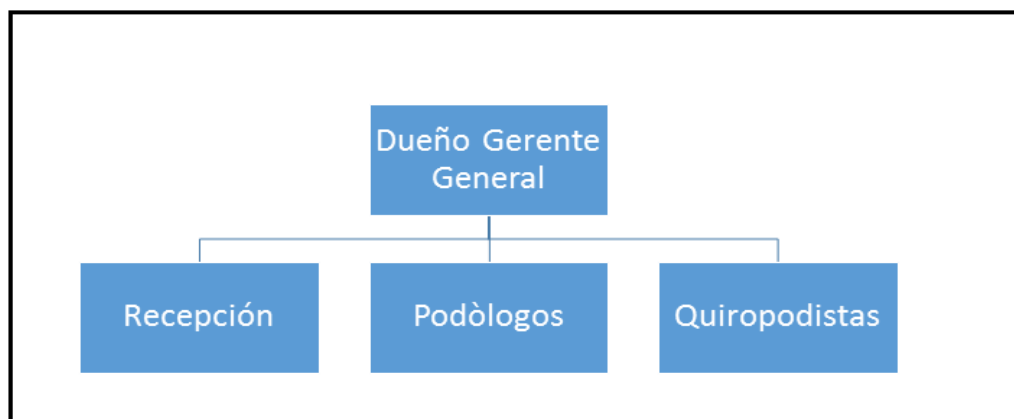 Dueño Gerente
General
Recepción
Podòlogos
Quiropodistas